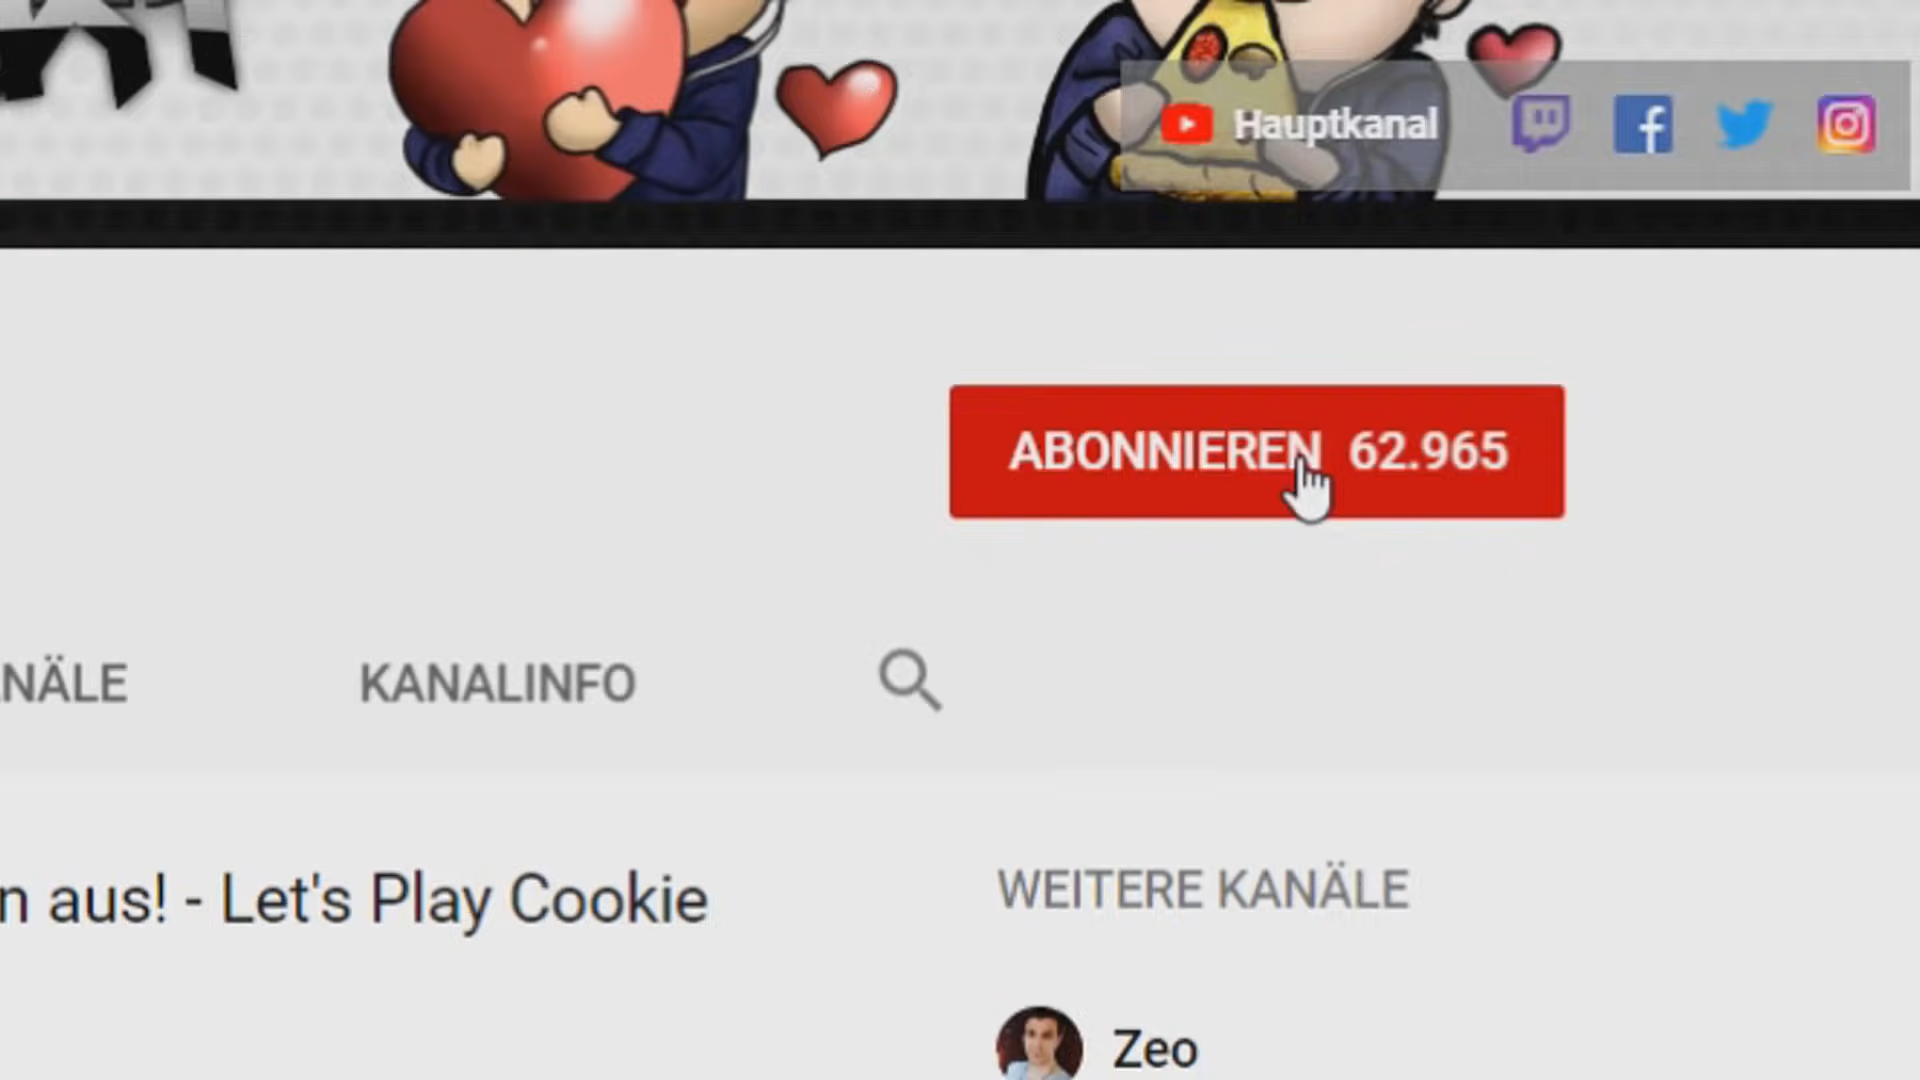 Hauptkanal
ABONNIEREN 62.965
NÄLE
KANALINFO
n aus! - Let's Play Cookie
WEITERE KANÄLE
Zeo